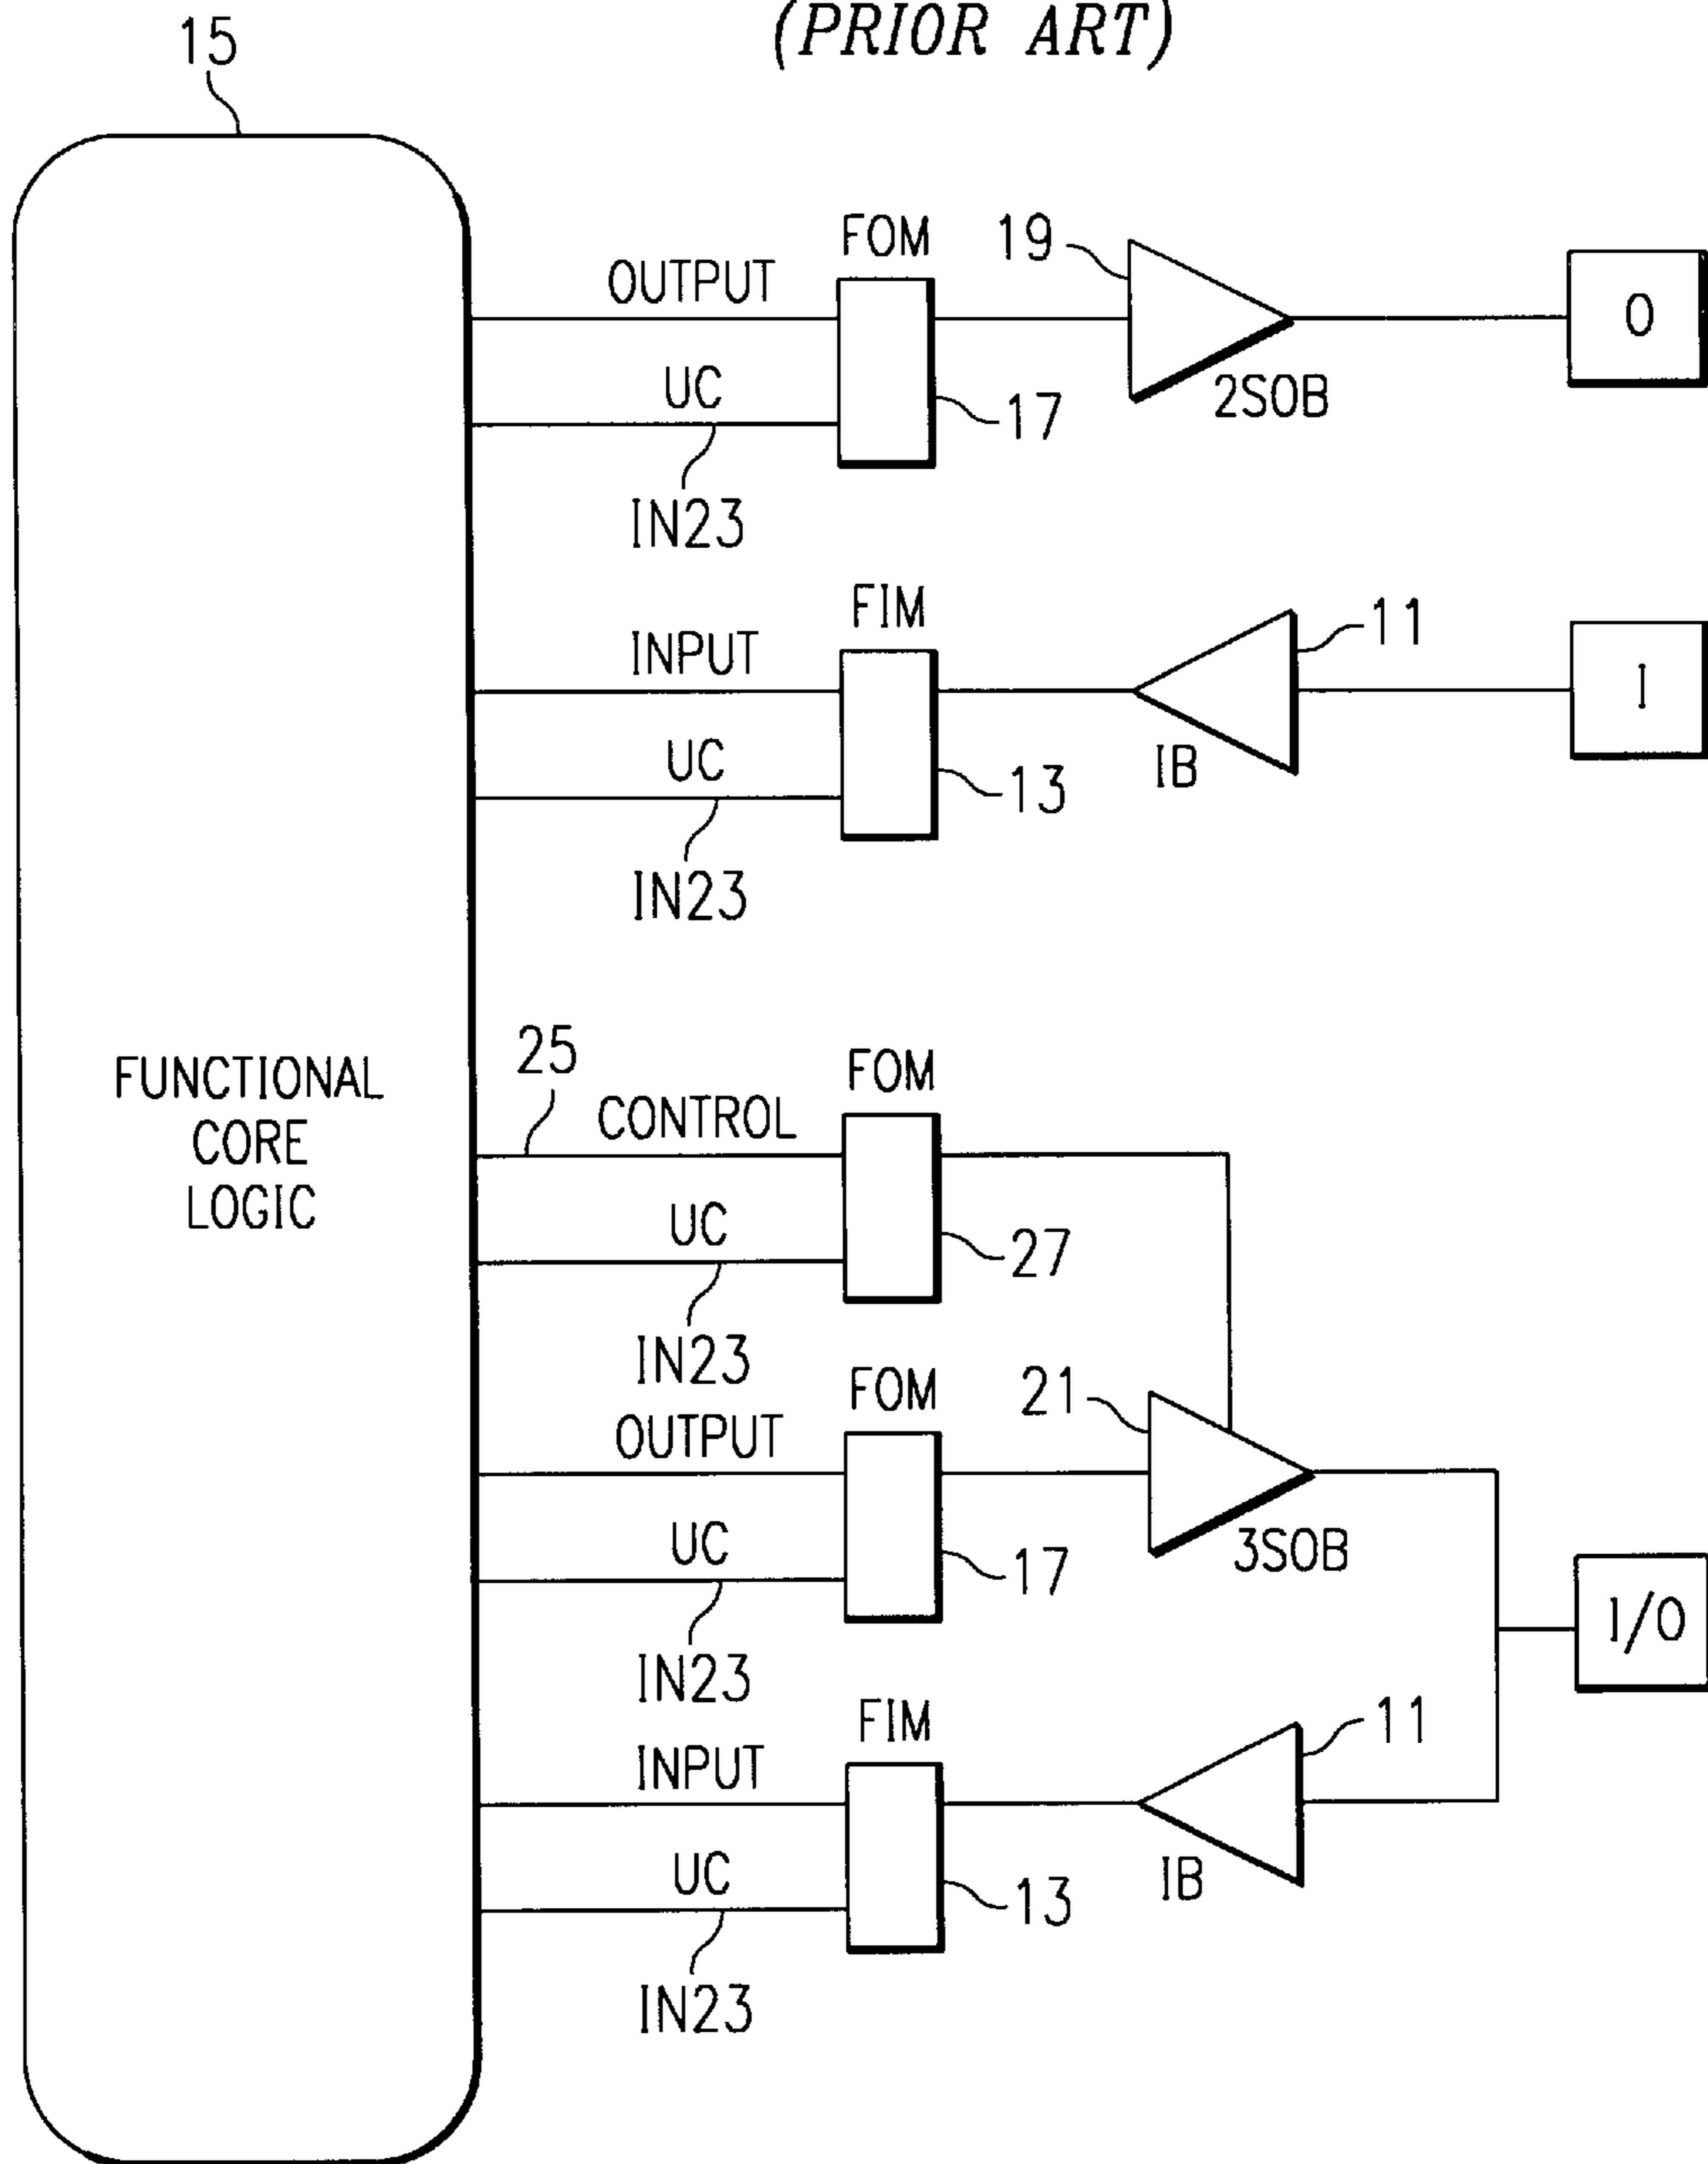 (PRIOR ART)
15
FOM
19
OUTPUT
O
UC
2SOB
17
IN23
FIM
11
INPUT
I
UC
IB
13
IN23
25
FOM
CONTROL
FUNCTIONAL
CORE
LOGIC
UC
27
IN23
FOM
21
OUTPUT
UC
3SOB
17
I/O
IN23
FIM
11
INPUT
UC
IB
13
IN23